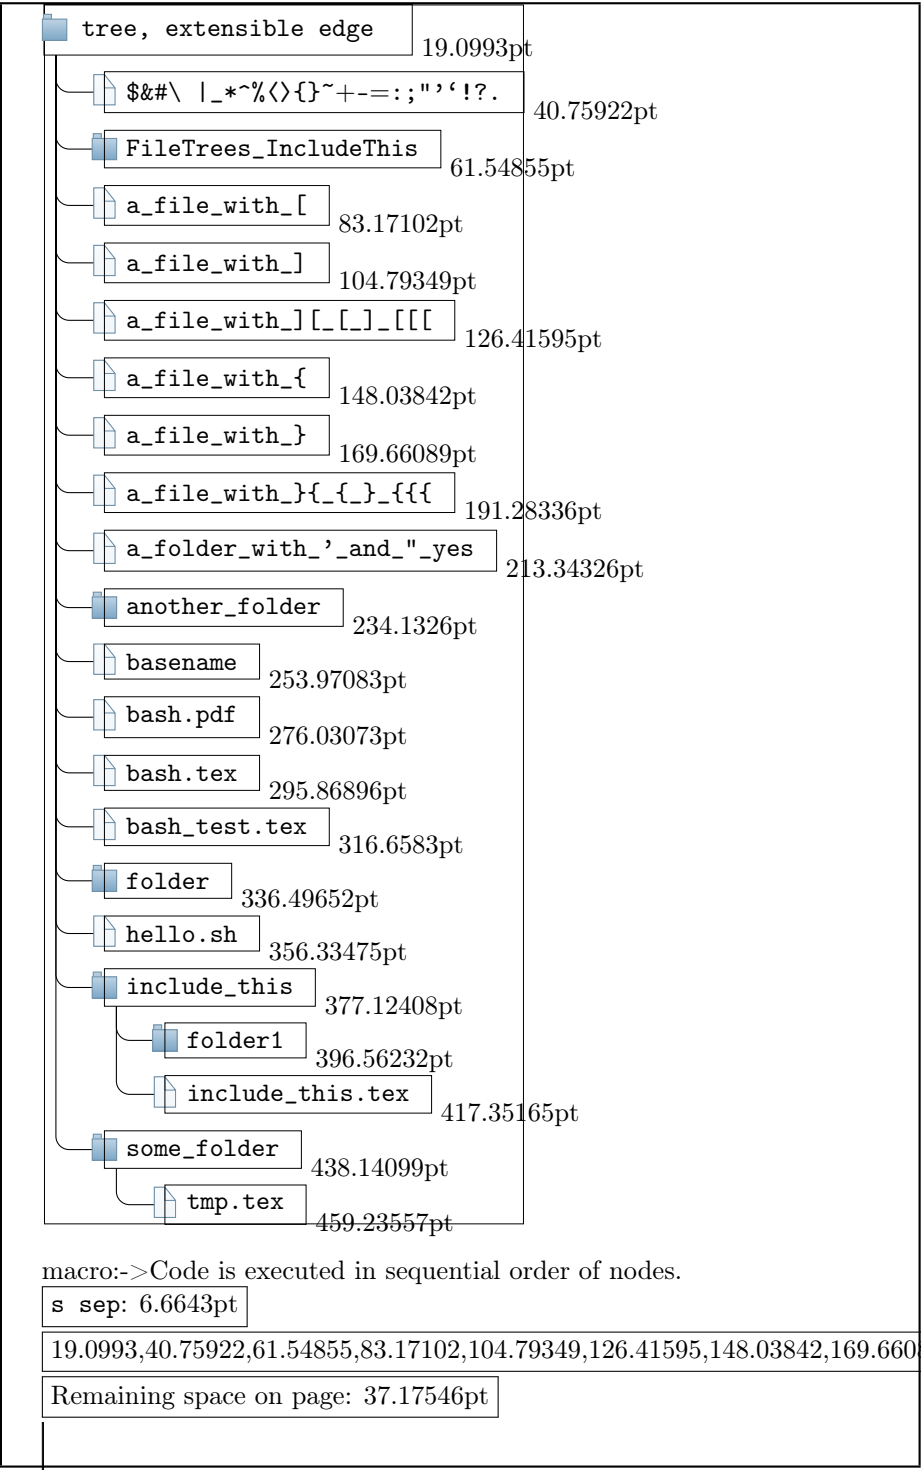 tree, extensible edge
19.0993pt
$&#\ |_*^%⟨⟩{}~+-=:;"'‘!?.
40.75922pt
FileTrees_IncludeThis
61.54855pt
a_file_with_[
83.17102pt
a_file_with_]
104.79349pt
a_file_with_][_[_]_[[[
126.41595pt
a_file_with_{
148.03842pt
a_file_with_}
169.66089pt
a_file_with_}{_{_}_{{{
191.28336pt
a_folder_with_'_and_"_yes
213.34326pt
another_folder
234.1326pt
basename
253.97083pt
bash.pdf
276.03073pt
bash.tex
295.86896pt
bash_test.tex
316.6583pt
folder
336.49652pt
hello.sh
356.33475pt
include_this
377.12408pt
folder1
396.56232pt
include_this.tex
417.35165pt
some_folder
438.14099pt
tmp.tex
459.23557pt
macro:->Code is executed in sequential order of nodes.
s sep: 6.6643pt
19.0993,40.75922,61.54855,83.17102,104.79349,126.41595,148.03842,169.660
Remaining space on page: 37.17546pt